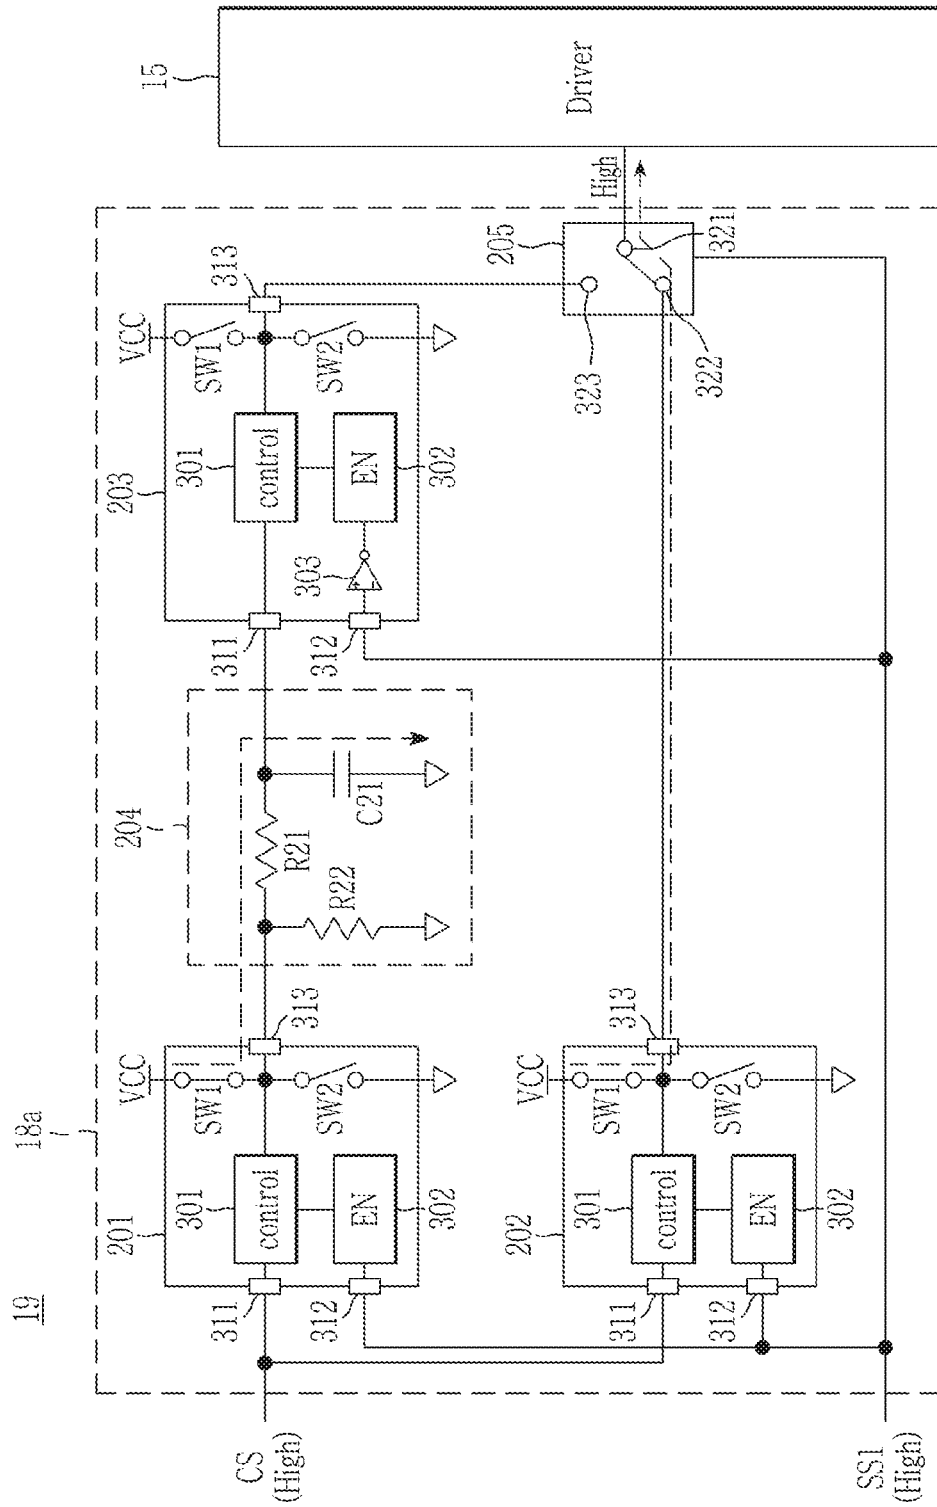 19
18a
201
VCC
SW1
301
control
311
EN
302
312
SW2
313
204
R21
R22
C21
203
VCC
SW1
301
control
311
303
EN
302
312
SW2
313
15
Driver
High
205
321
322
323
202
VCC
SW1
301
control
311
EN
302
312
SW2
313
CS
(High)
SS1
(High)